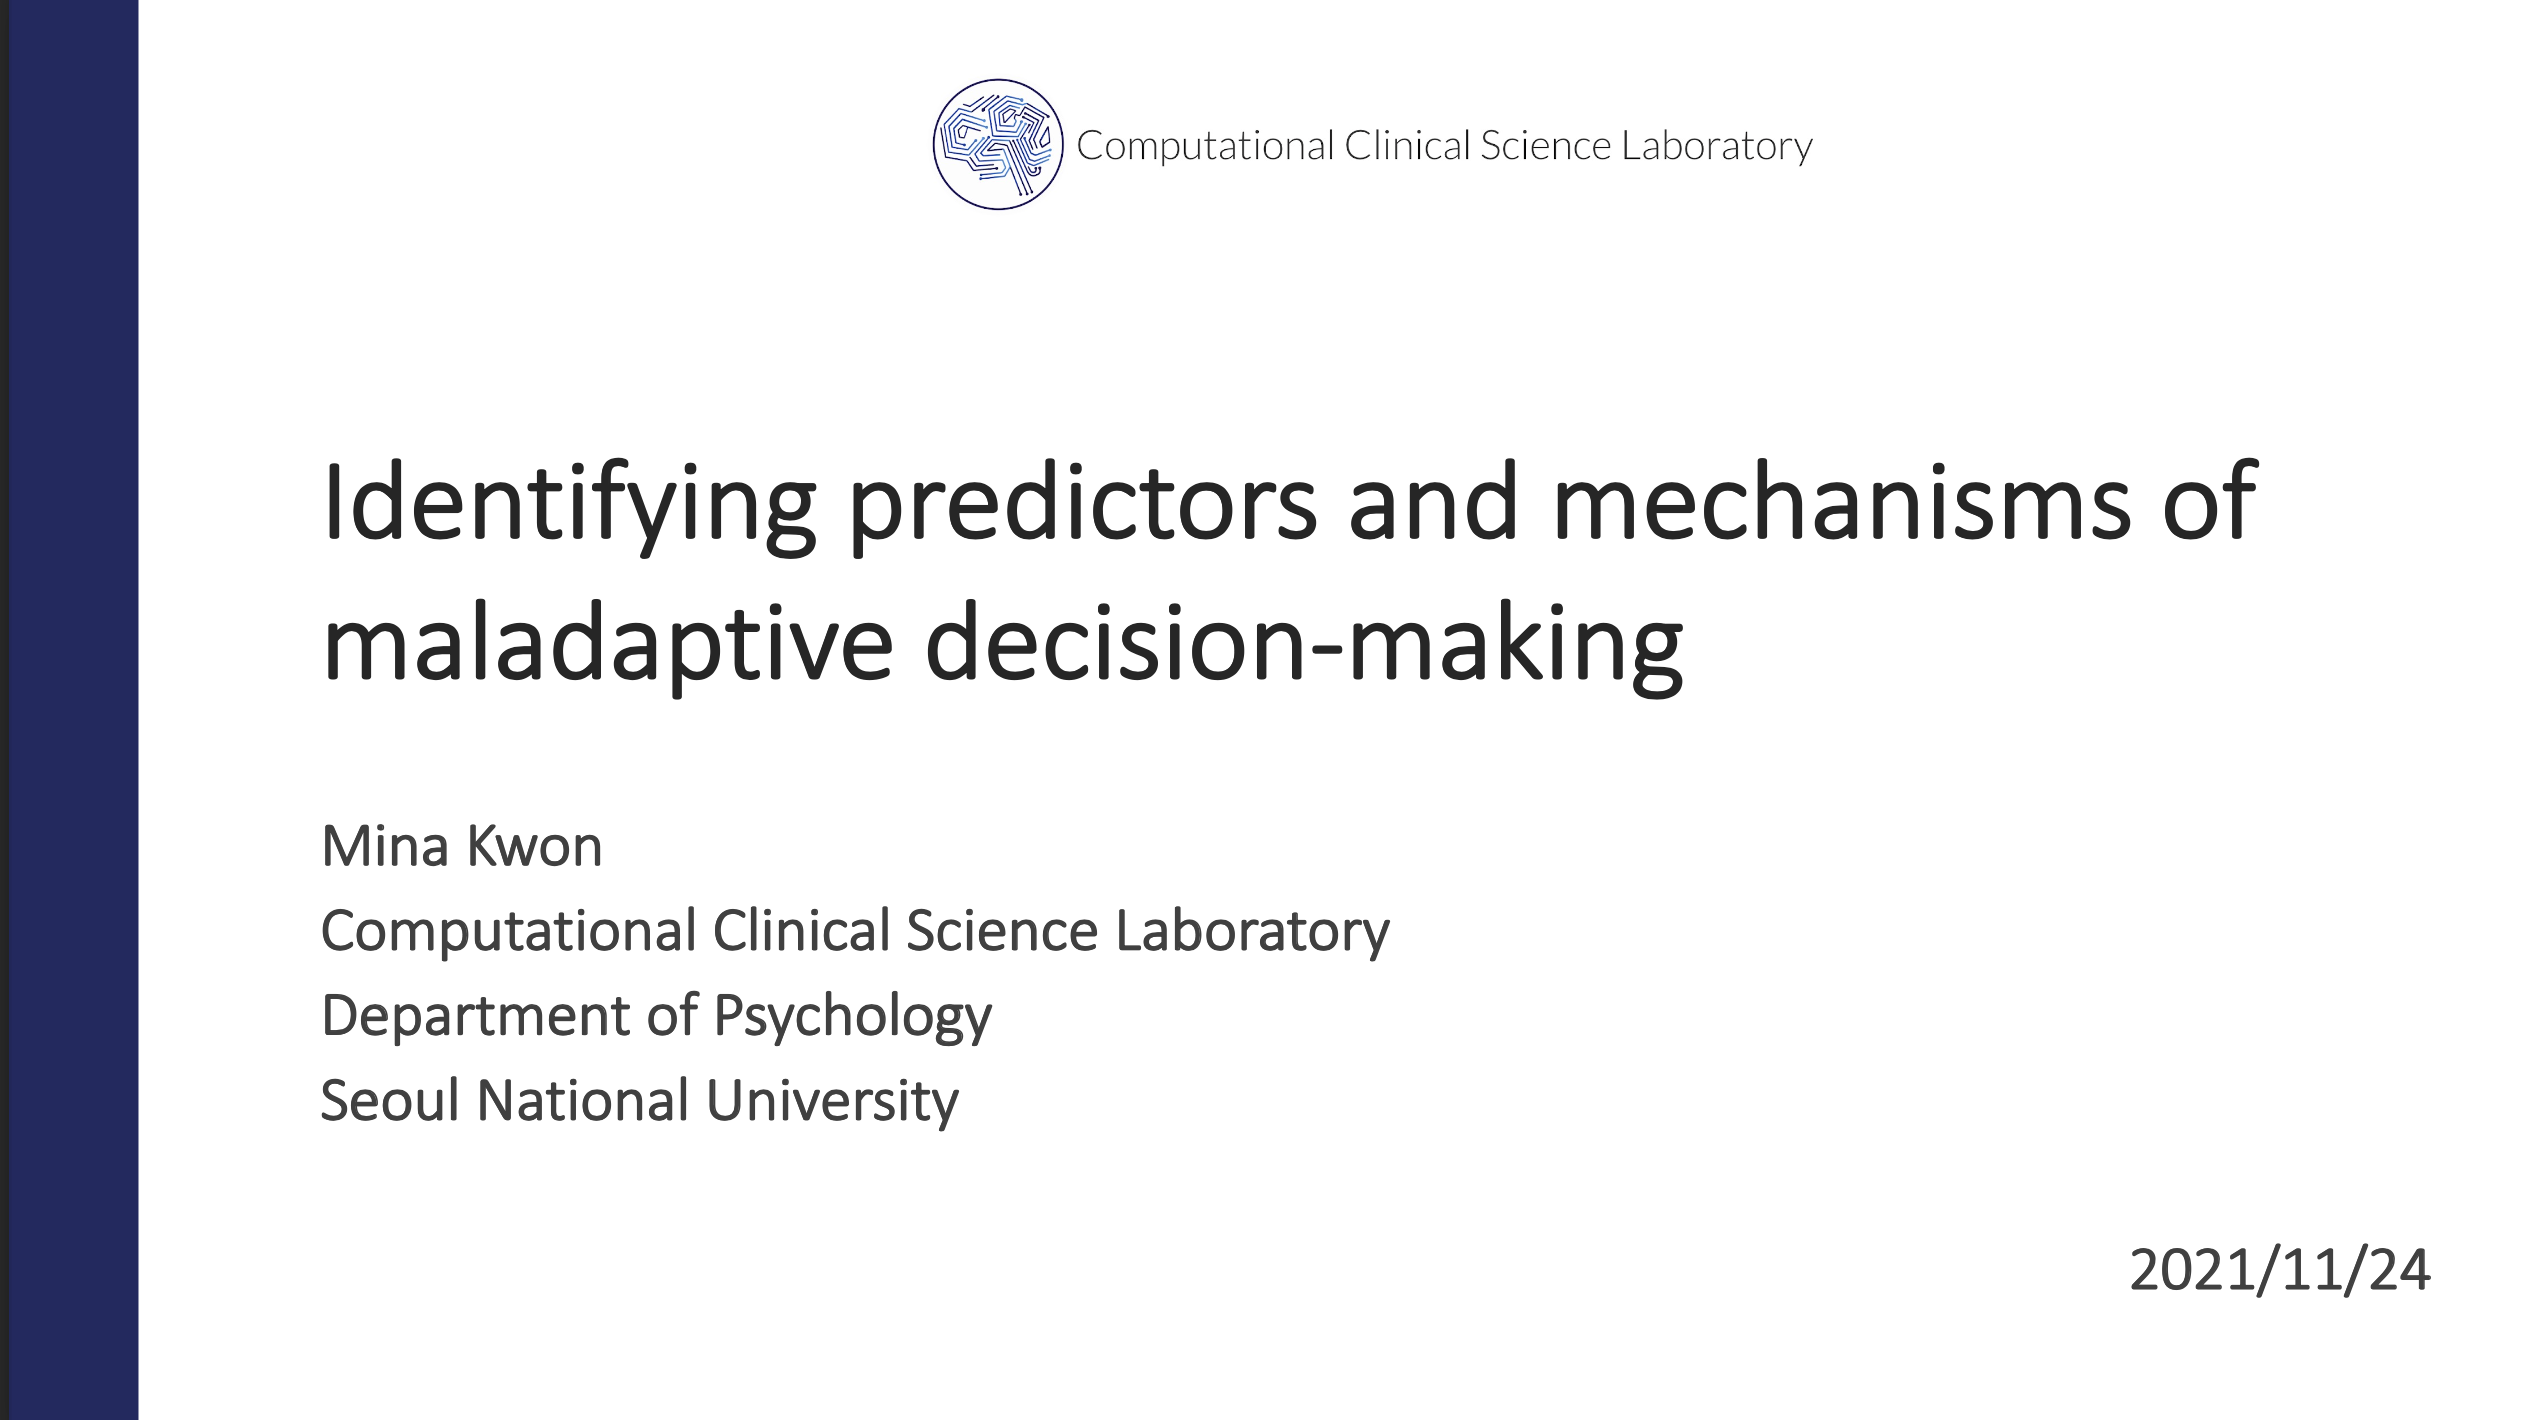 Computational Clinical Science Laboratory
Identifying predictors and mechanisms of
maladaptive decision-making
Mina Kwon
Computational Clinical Science Laboratory
Department of Psychology
Seoul National University
2021/11/24